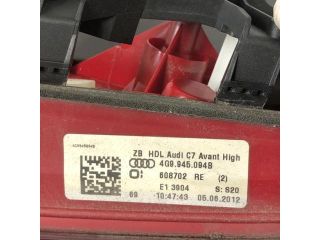 4G9945094B
ZB HDL Audi C7 Avant High
4G9.945.094B
608702 RE (2)
E1 3904 S: S20
69 -10:47:43 05.06.2012